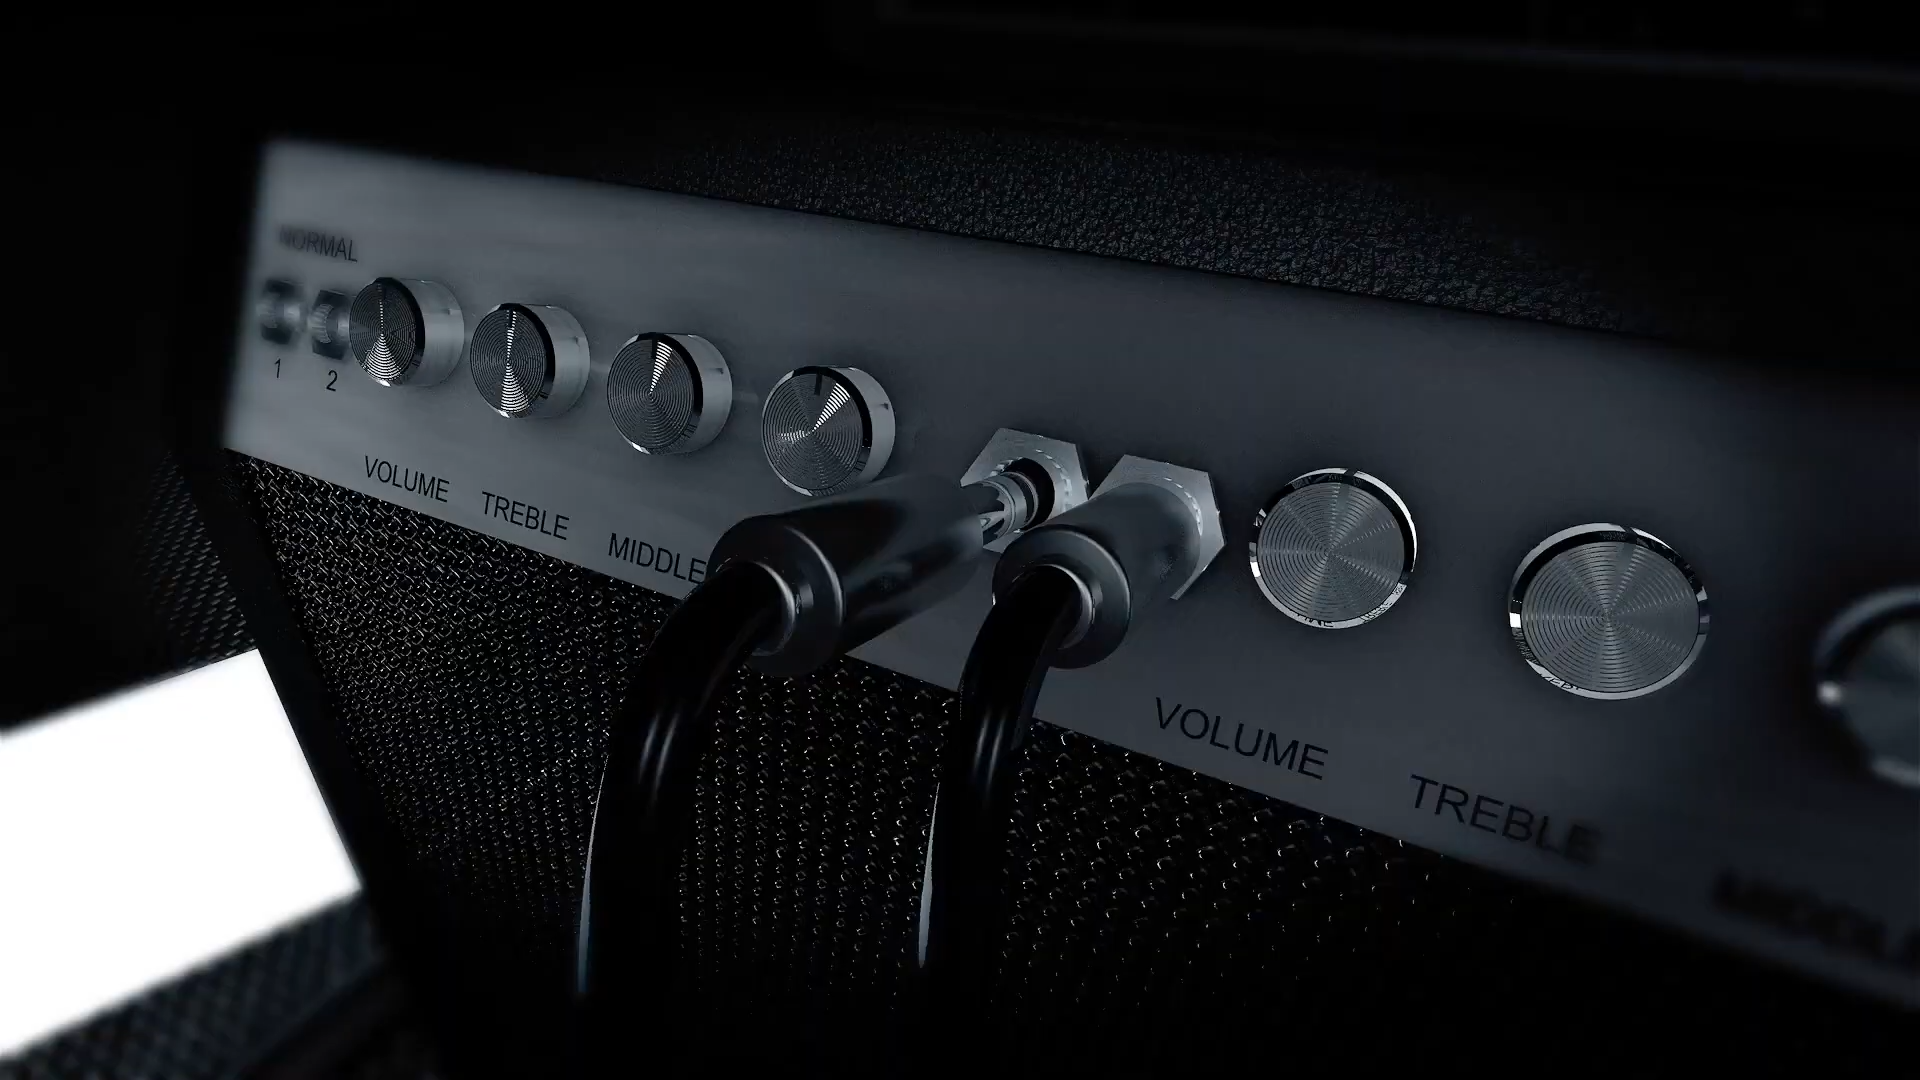 NORMAL
1 2
VOLUME TREBLE MIDDLE
VOLUME TREBLE